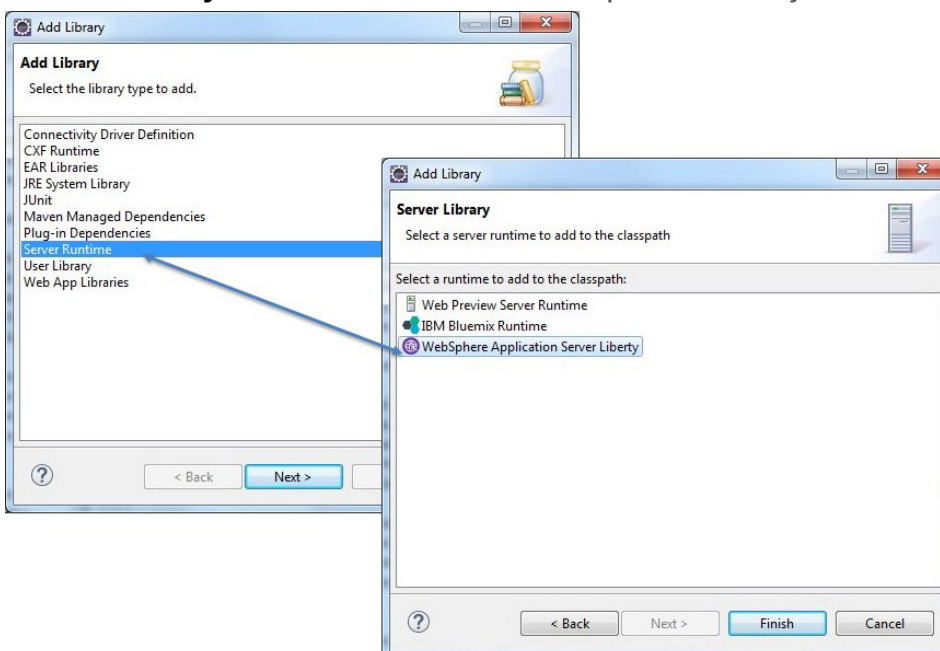 Add Library
Add Library
Select the library type to add.
Connectivity Driver Definition
CXF Runtime
EAR Libraries
JRE System Library
JUnit
Maven Managed Dependencies
Plug-in Dependencies
Server Runtime
User Library
Web App Libraries
?
< Back
Next >
Add Library
Server Library
Select a server runtime to add to the classpath
Select a runtime to add to the classpath:
Web Preview Server Runtime
IBM Bluemix Runtime
WebSphere Application Server Liberty
?
< Back
Next >
Finish
Cancel